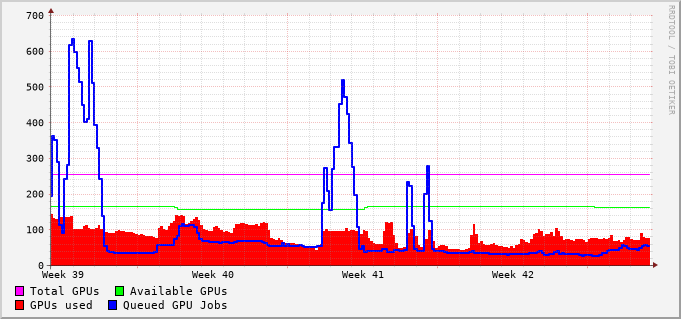 700
600
500
400
300
200
100
0
Week 39 Week 40 Week 41 Week 42
Total GPUs Available GPUs
GPUs used Queued GPU Jobs
RRDTOOL / TOBI OETIKER